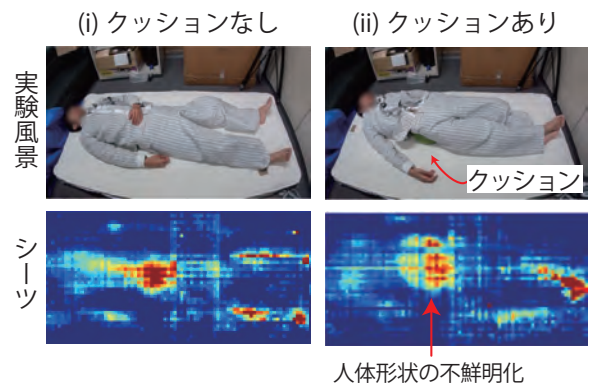 (i) クッションなし
(ii) クッションあり
実験風景
クッション
シーツ
人体形状の不鮮明化